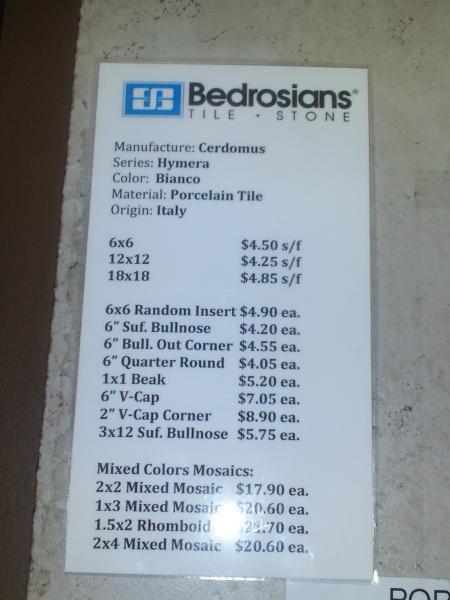 Bedrosians®
TILE • STONE
Manufacture: Cerdomus
Series: Hymera
Color: Bianco
Material: Porcelain Tile
Origin: Italy
6x6 $4.50 s/f
12x12 $4.25 s/f
18x18 $4.85 s/f
6x6 Random Insert $4.90 ea.
6" Suf. Bullnose $4.20 ea.
6" Bull. Out Corner $4.55 ea.
6" Quarter Round $4.05 ea.
1x1 Beak $5.20 ea.
6" V-Cap $7.05 ea.
2" V-Cap Corner $8.90 ea.
3x12 Suf. Bullnose $5.75 ea.
Mixed Colors Mosaics:
2x2 Mixed Mosaic $17.90 ea.
1x3 Mixed Mosaic $20.60 ea.
1.5x2 Rhomboid $21.70 ea.
2x4 Mixed Mosaic $20.60 ea.